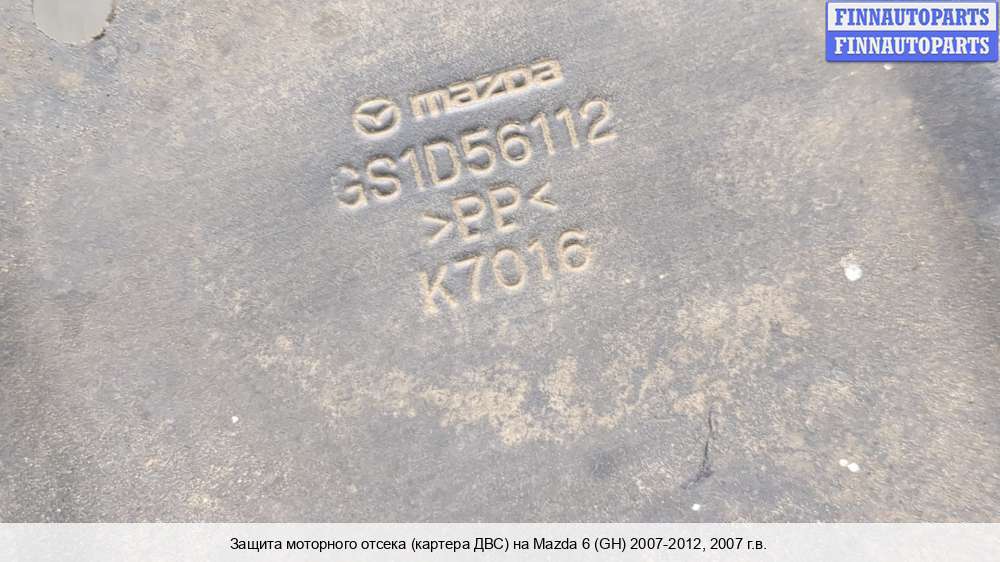 FINNAUTOPARTS
FINNAUTOPARTS
mazda
GS1D56112
>PP<
K7016
Защита моторного отсека (картера ДВС) на Mazda 6 (GH) 2007-2012, 2007 г.в.